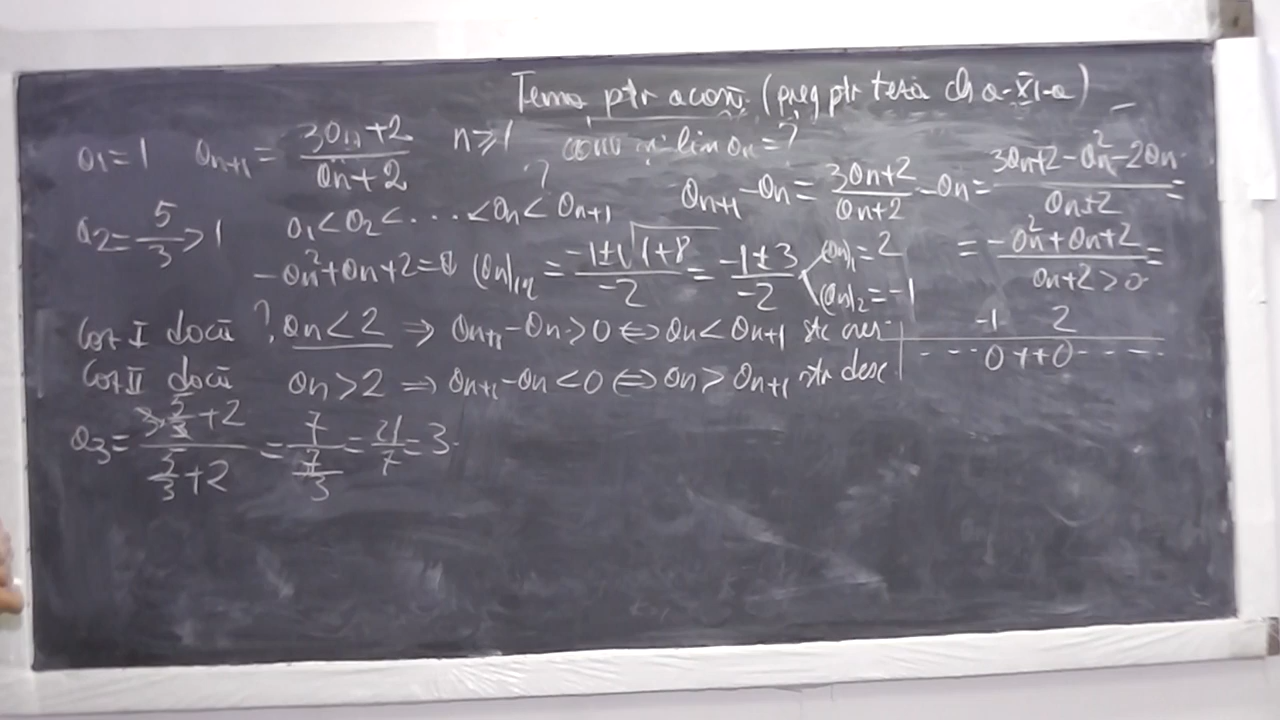 Tema ptr acasă (preg ptr teză cls a-XI-a)
a₁=1 aₙ₊₁ = (3aₙ+2)/(aₙ+2) n≥1 conv și lim aₙ=?
a₂=5/3>1 a₁<a₂<....<aₙ<aₙ₊₁ ? aₙ₊₁-aₙ= (3aₙ+2)/(aₙ+2) -aₙ= (3aₙ+2-aₙ²-2aₙ)/(aₙ+2) =
= (-aₙ²+aₙ+2)/(aₙ+2>0) =
-aₙ²+aₙ+2=0 (aₙ)₁,₂ = (-1±√(1+8))/(-2) = (-1±3)/(-2) (aₙ)₁=2 (aₙ)₂=-1
-1 2
- - - - 0 + + 0 - - - - -
Caz I dacă ? aₙ<2 ⇒ aₙ₊₁-aₙ>0 ⇔ aₙ<aₙ₊₁ str cres
Caz II dacă aₙ>2 ⇒ aₙ₊₁-aₙ<0 ⇔ aₙ>aₙ₊₁ str desc
a₃= (3·5/3+2)/(5/3+2) = 7/(7/3) = 21/7 = 3